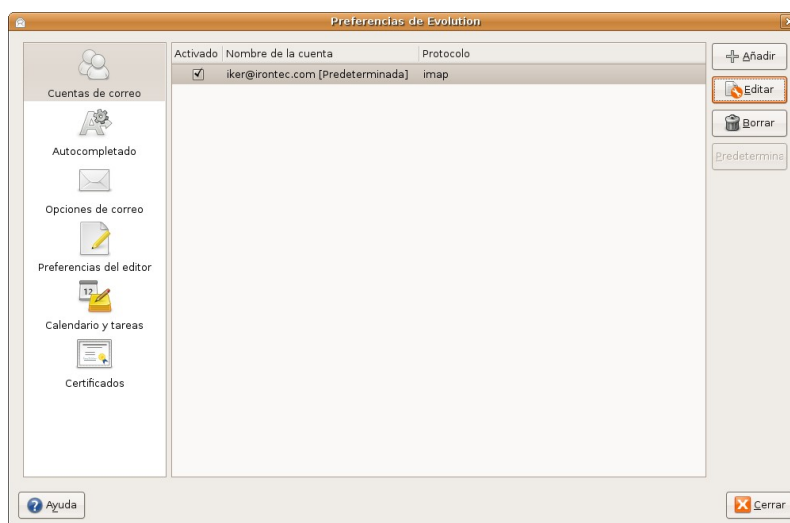 Preferencias de Evolution
Cuentas de correo
Autocompletado
Opciones de correo
Preferencias del editor
12
Calendario y tareas
Certificados
Activado Nombre de la cuenta Protocolo
iker@irontec.com [Predeterminada] imap
Añadir
Editar
Borrar
Predetermina
Ayuda
Cerrar